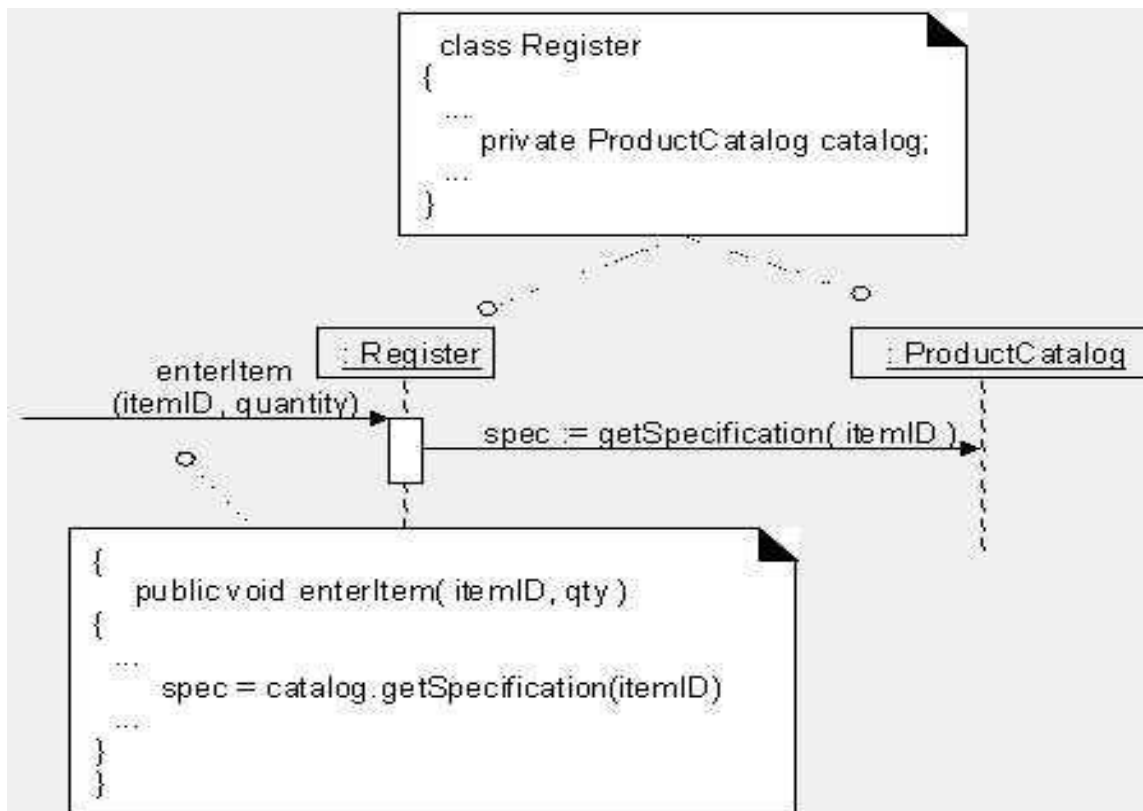 class Register
{
....
private ProductCatalog catalog;
....
}
: Register
: ProductCatalog
enterItem
(itemID, quantity)
spec := getSpecification( itemID )
{
public void enterItem( itemID, qty )
{
...
spec = catalog.getSpecification(itemID)
....
}
}